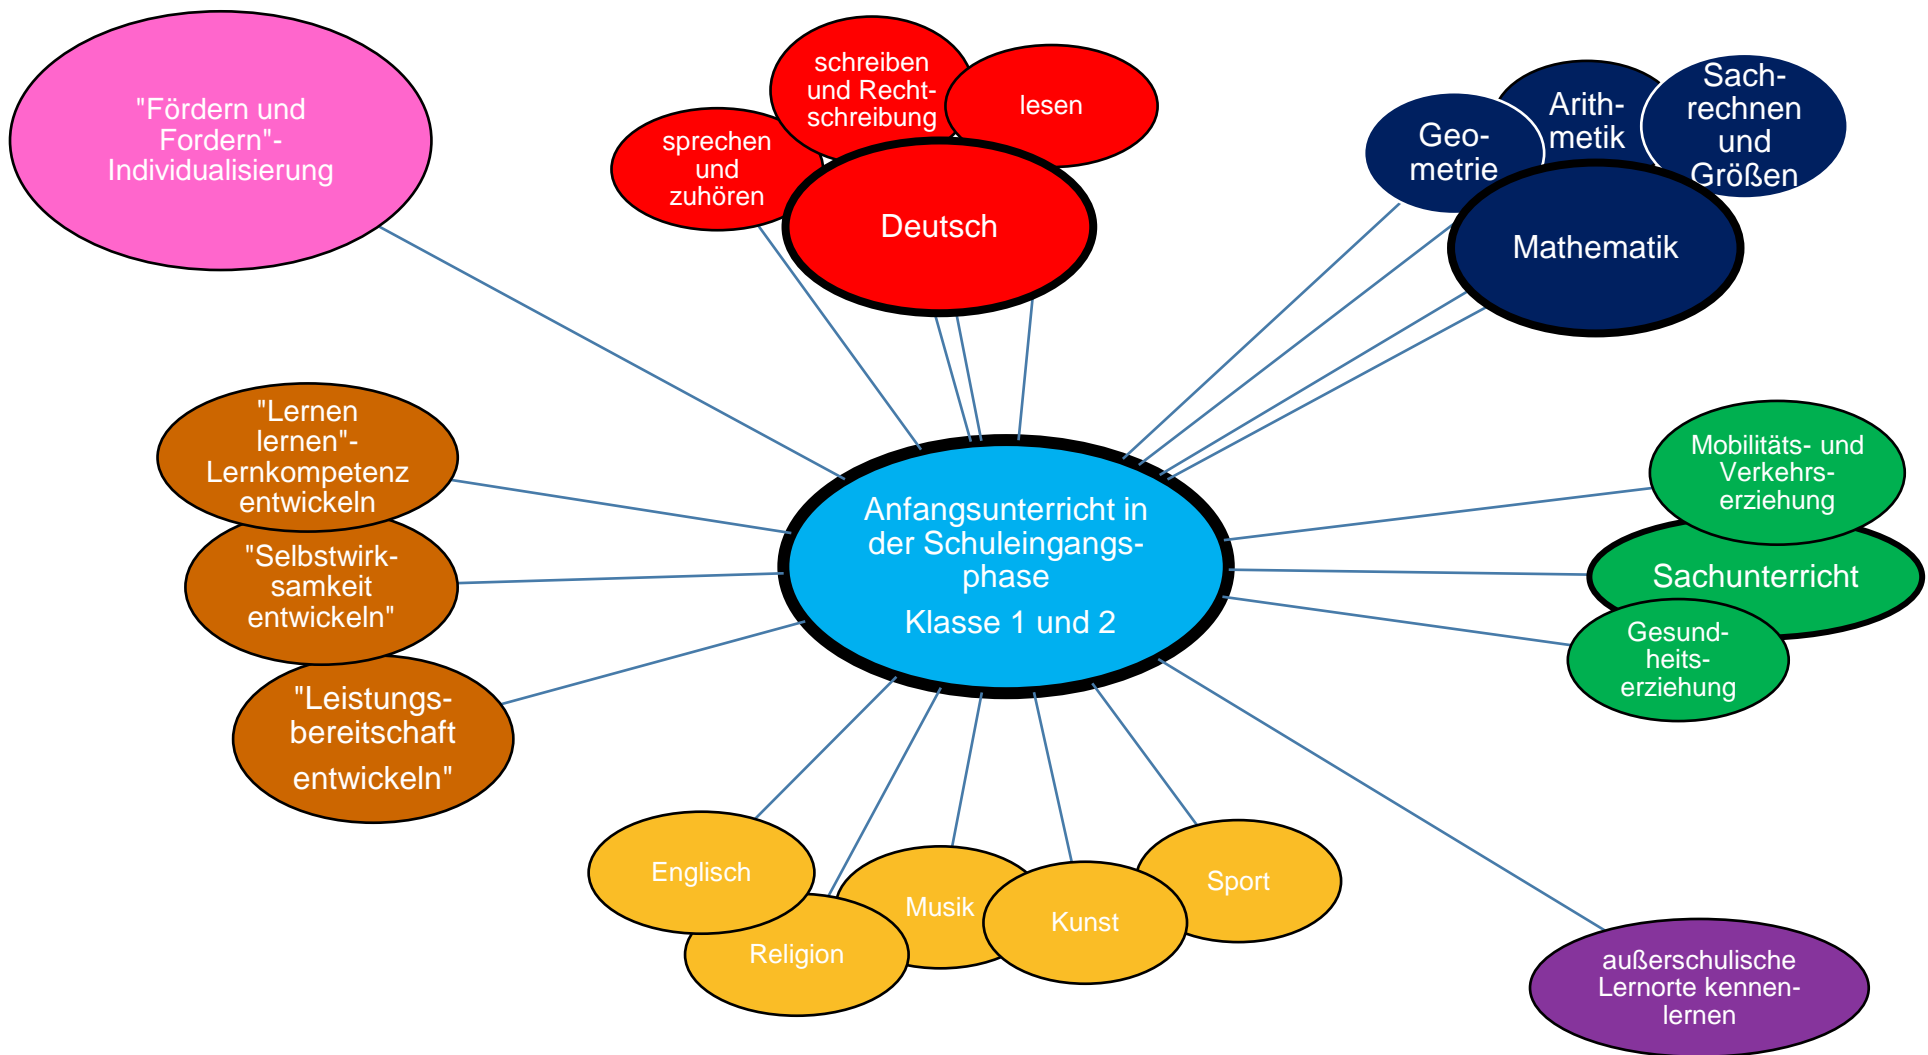 "Fördern und
Fordern"-
Individualisierung
schreiben
und Recht-
schreibung
lesen
sprechen
und
zuhören
Deutsch
Geo-
metrie
Arith-
metik
Sach-
rechnen
und
Größen
Mathematik
"Lernen
lernen"-
Lernkompetenz
entwickeln
"Selbstwirk-
samkeit
entwickeln"
"Leistungs-
bereitschaft
entwickeln"
Anfangsunterricht in
der Schuleingangs-
phase
Klasse 1 und 2
Mobilitäts- und
Verkehrs-
erziehung
Sachunterricht
Gesund-
heits-
erziehung
Englisch
Religion
Musik
Kunst
Sport
außerschulische
Lernorte kennen-
lernen